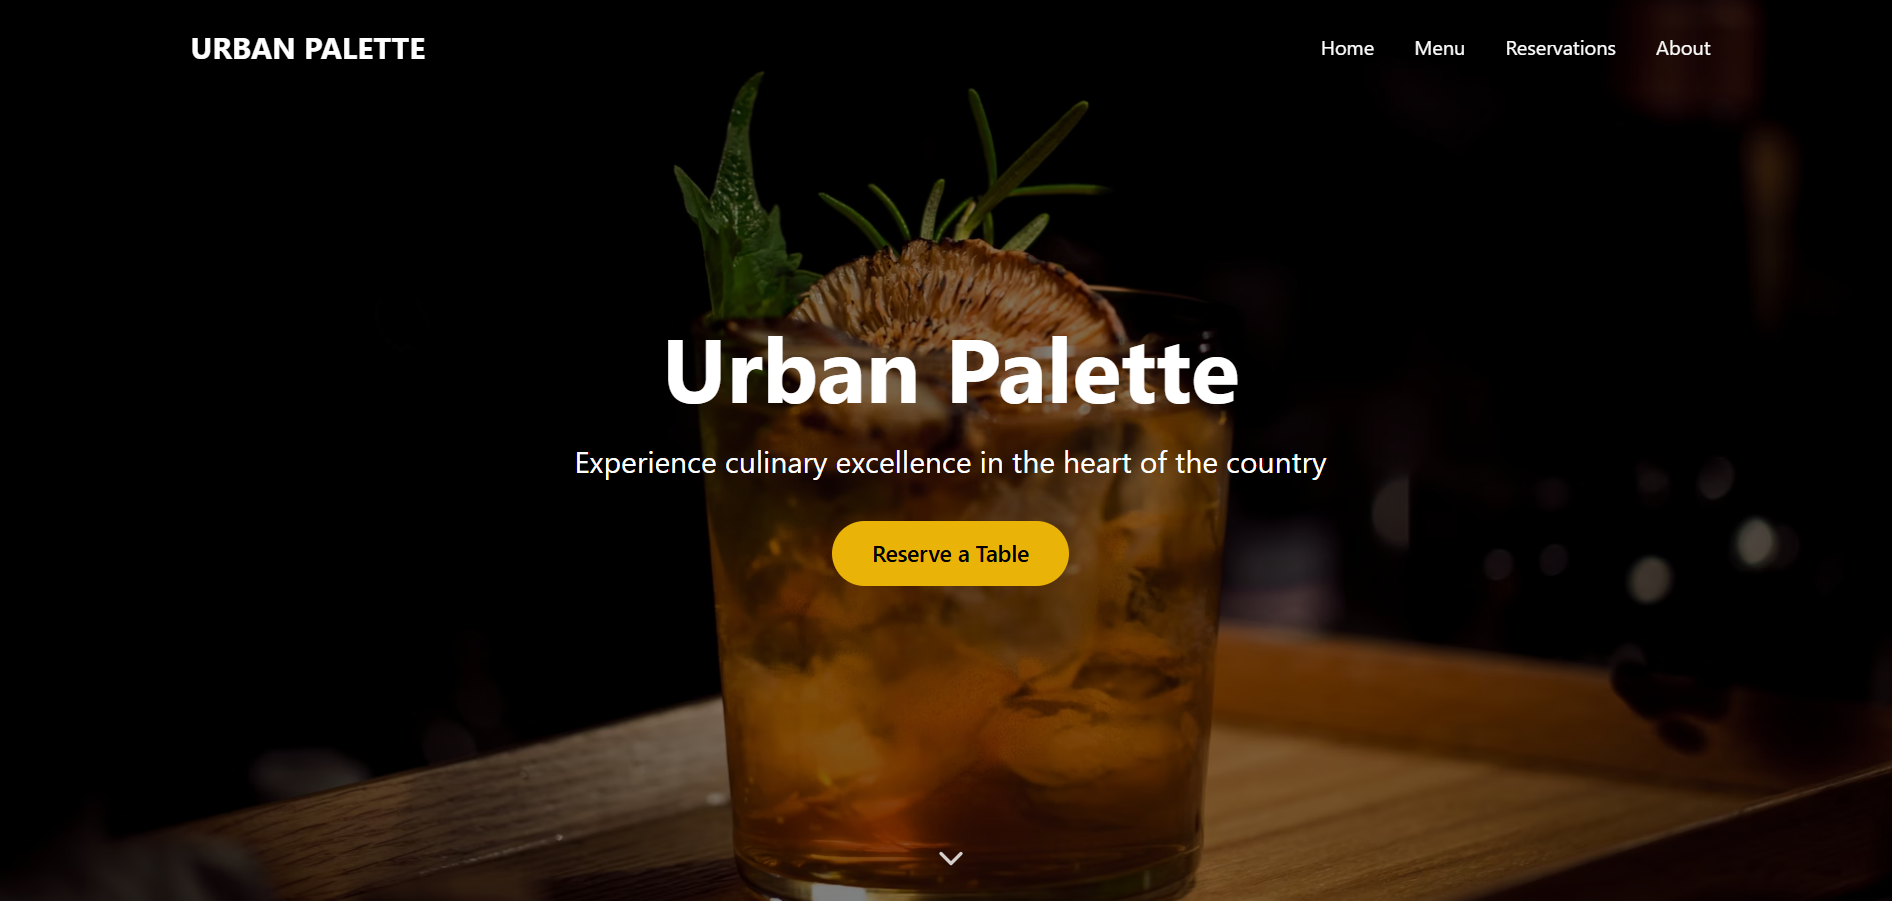 URBAN PALETTE
Home Menu Reservations About
Urban Palette
Experience culinary excellence in the heart of the country
Reserve a Table